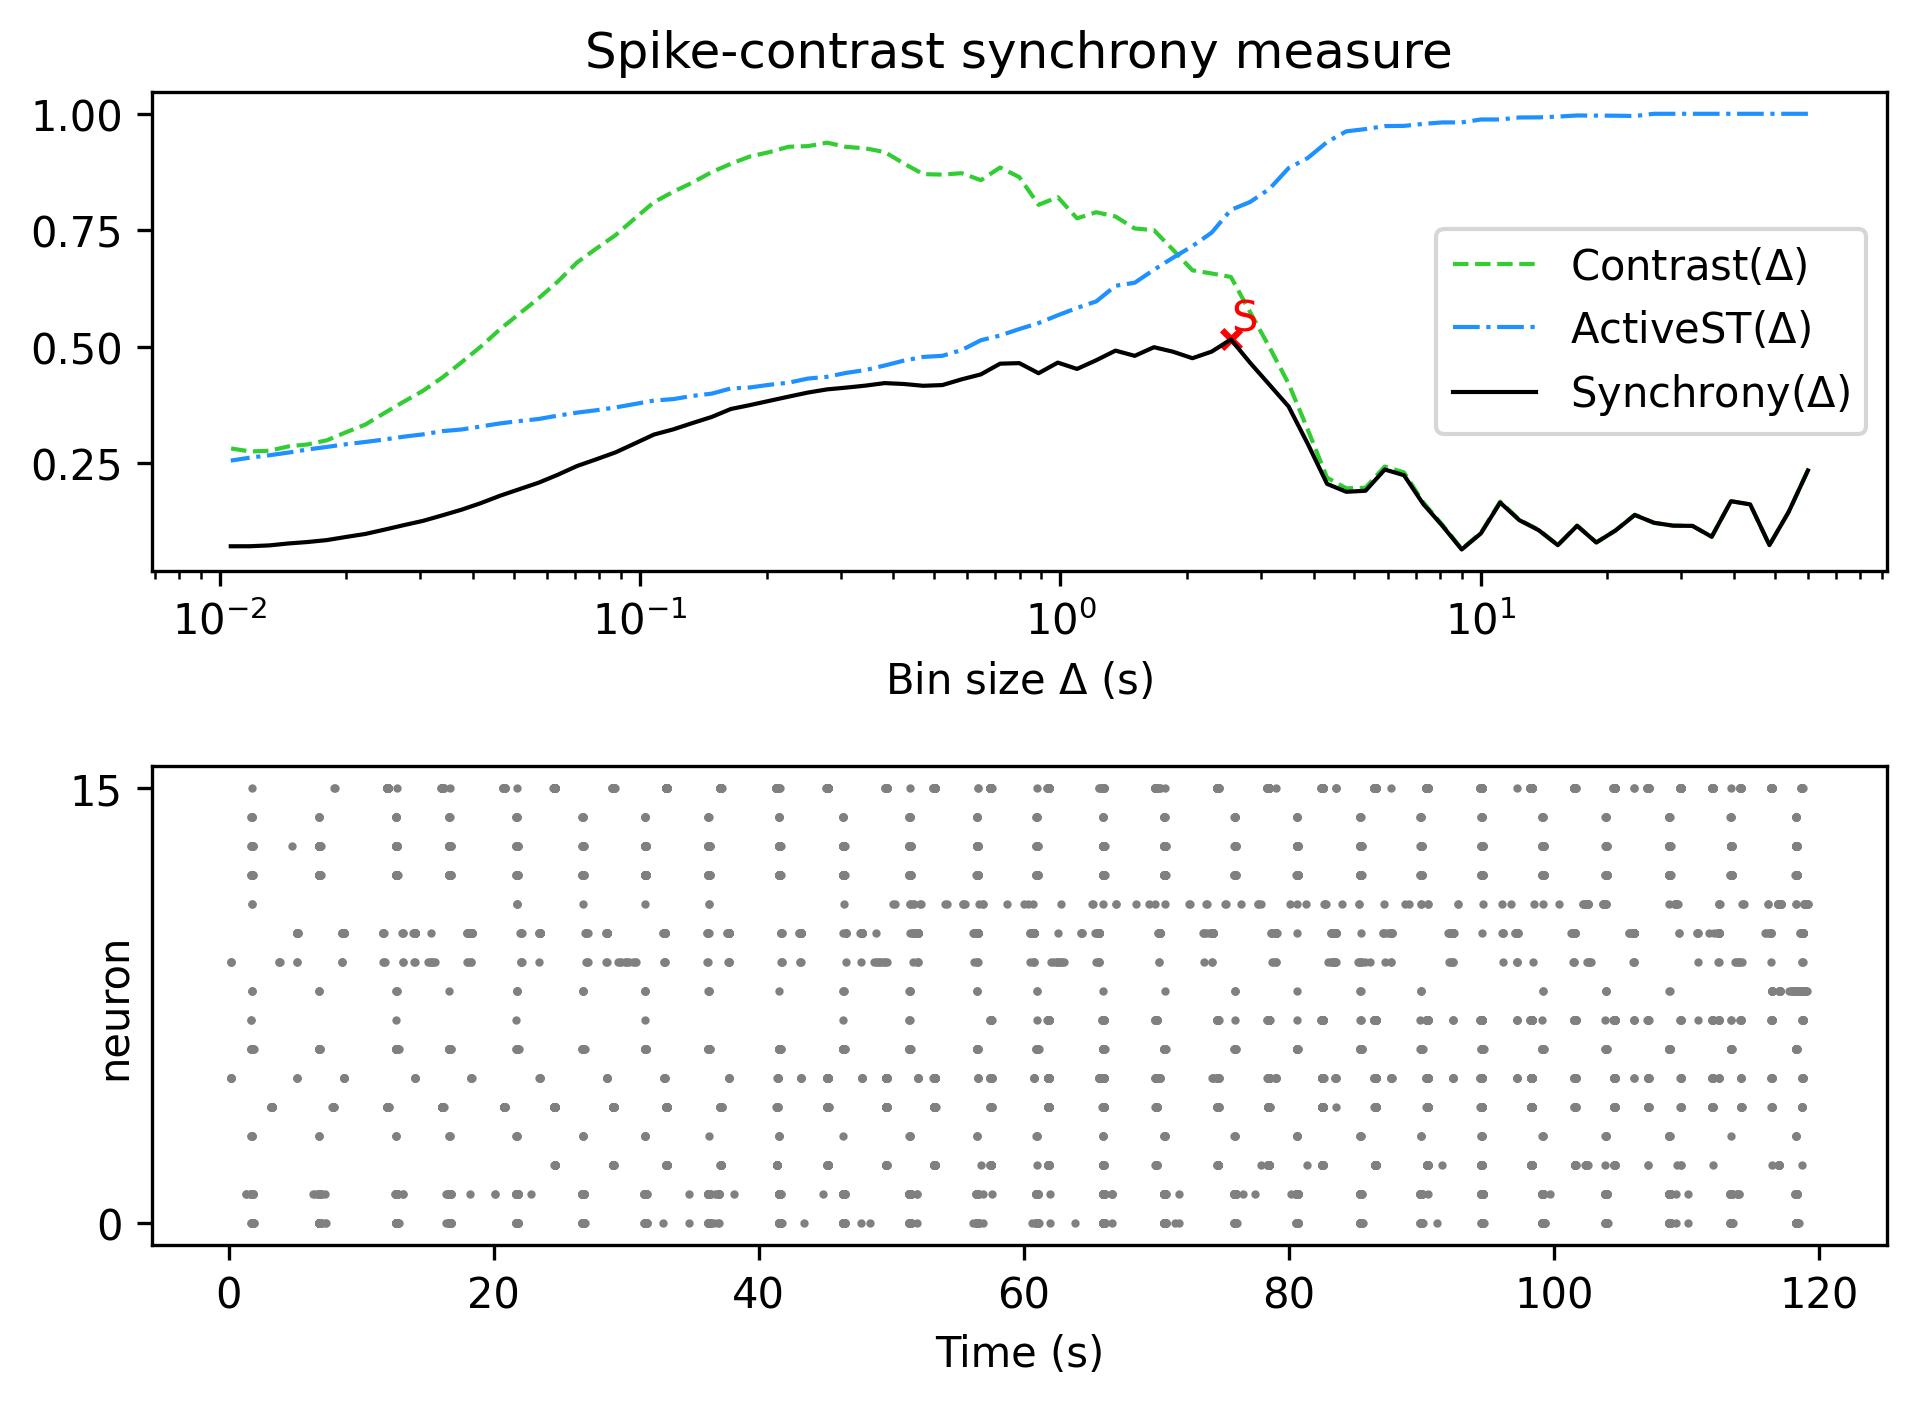 Spike-contrast synchrony measure
1.00
0.75
0.50
0.25
S
Contrast(Δ)
ActiveST(Δ)
Synchrony(Δ)
10⁻² 10⁻¹ 10⁰ 10¹
Bin size Δ (s)
15
neuron
0
0 20 40 60 80 100 120
Time (s)